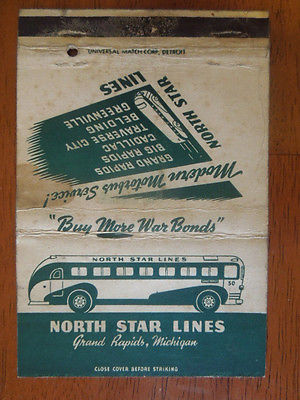 UNIVERSAL MATCH CORP., DETROIT
NORTH STAR
LINES
GRAND RAPIDS
BIG RAPIDS
CADILLAC
TRAVERSE CITY
BELDING
GREENVILLE
Modern Motorbus Service!
"Buy More War Bonds"
NORTH STAR LINES
50
NORTH STAR LINES
Grand Rapids, Michigan
CLOSE COVER BEFORE STRIKING